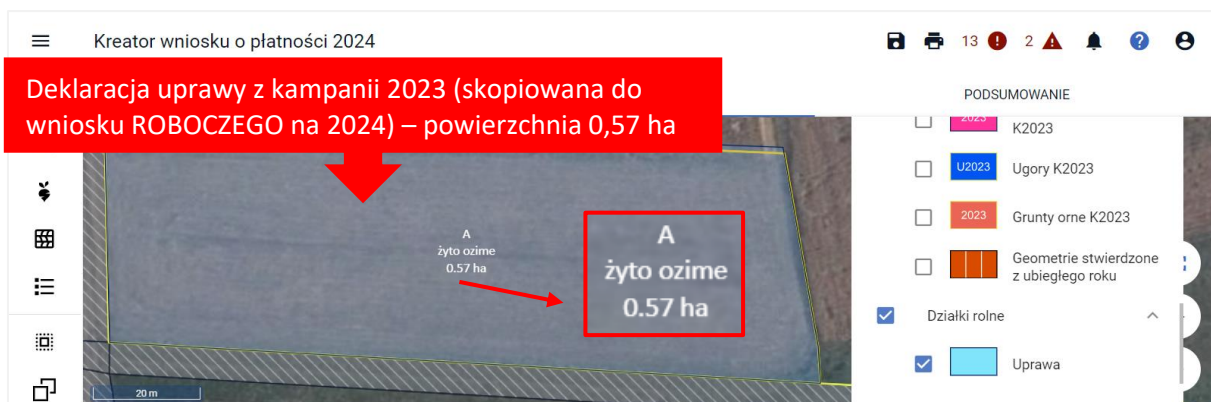 Kreator wniosku o płatności 2024
13
2
Deklaracja uprawy z kampanii 2023 (skopiowana do
wniosku ROBOCZEGO na 2024) – powierzchnia 0,57 ha
PODSUMOWANIE
2023
K2023
U2023
Ugory K2023
2023
Grunty orne K2023
Geometrie stwierdzone
z ubiegłego roku
Działki rolne
Uprawa
A
żyto ozime
0.57 ha
A
żyto ozime
0.57 ha
20 m